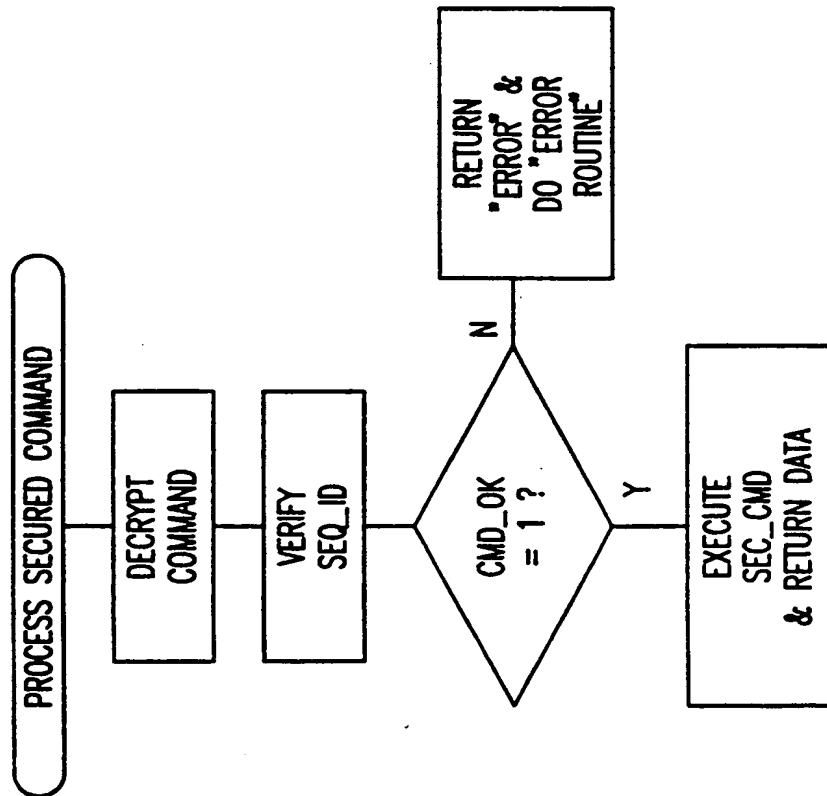 PROCESS SECURED COMMAND
DECRYPT
COMMAND
VERIFY
SEQ_ID
CMD_OK
= 1 ?
N
RETURN
"ERROR" &
DO "ERROR
ROUTINE"
Y
EXECUTE
SEC_CMD
& RETURN DATA